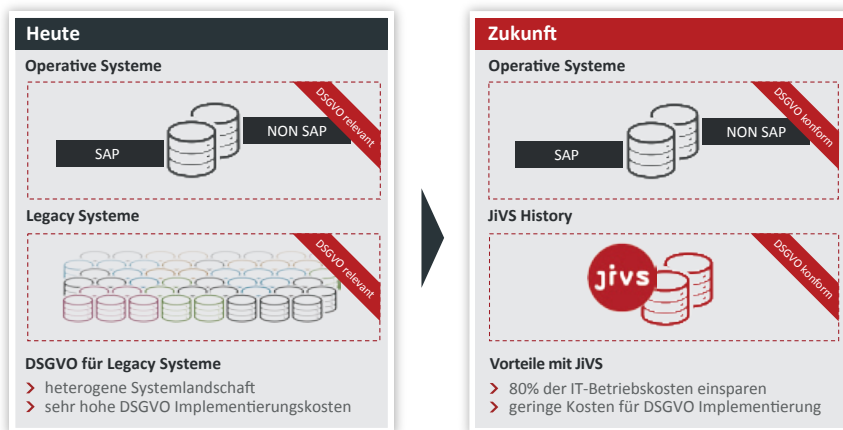 Heute
Operative Systeme
DSGVO relevant
SAP
NON SAP
Legacy Systeme
DSGVO relevant
DSGVO für Legacy Systeme
heterogene Systemlandschaft
sehr hohe DSGVO Implementierungskosten
Zukunft
Operative Systeme
DSGVO konform
SAP
NON SAP
JiVS History
DSGVO konform
jivs
Vorteile mit JiVS
80% der IT-Betriebskosten einsparen
geringe Kosten für DSGVO Implementierung